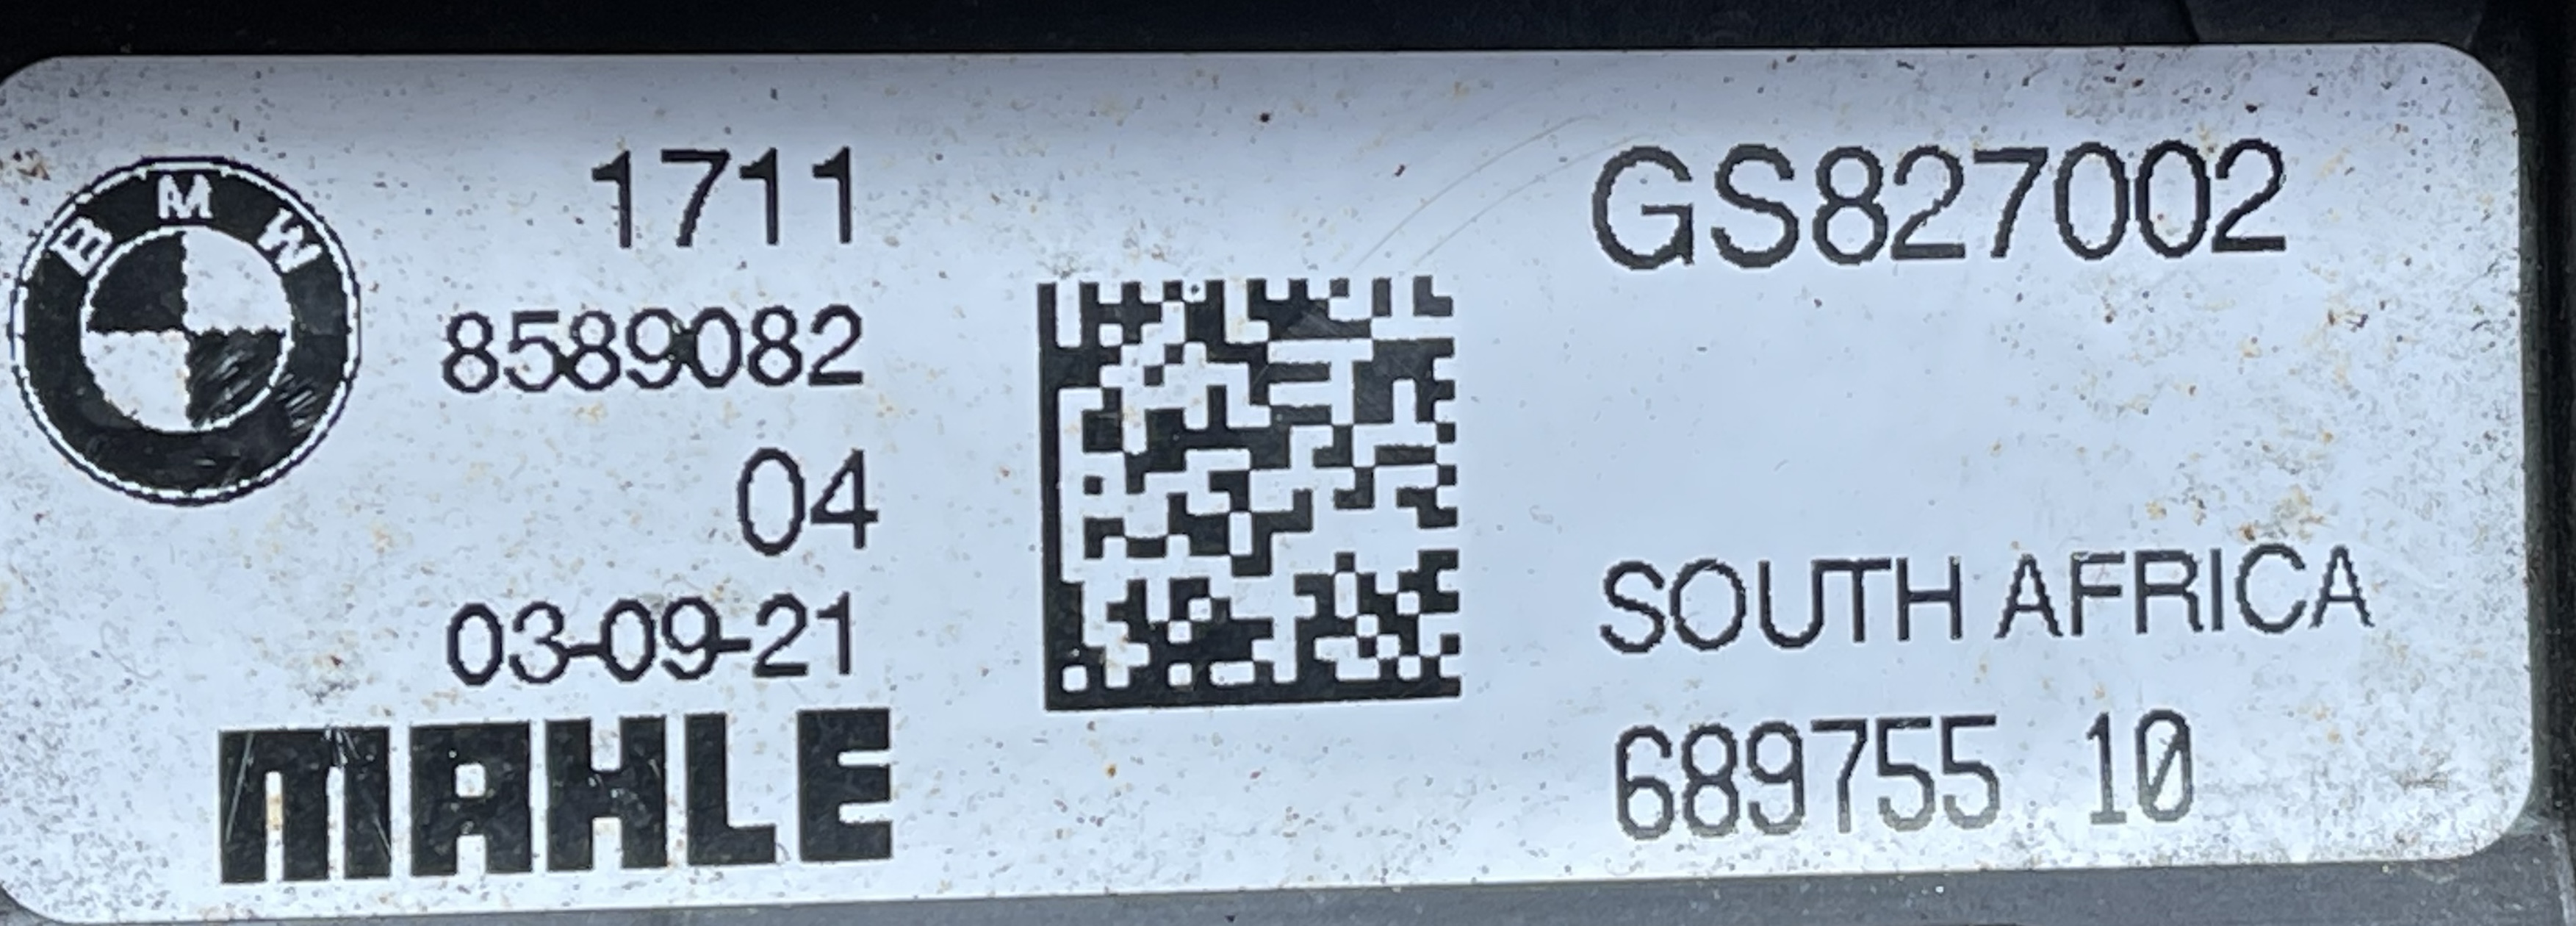 BMW
1711
8589082
04
03-09-21
MAHLE
GS827002
SOUTH AFRICA
689755 10